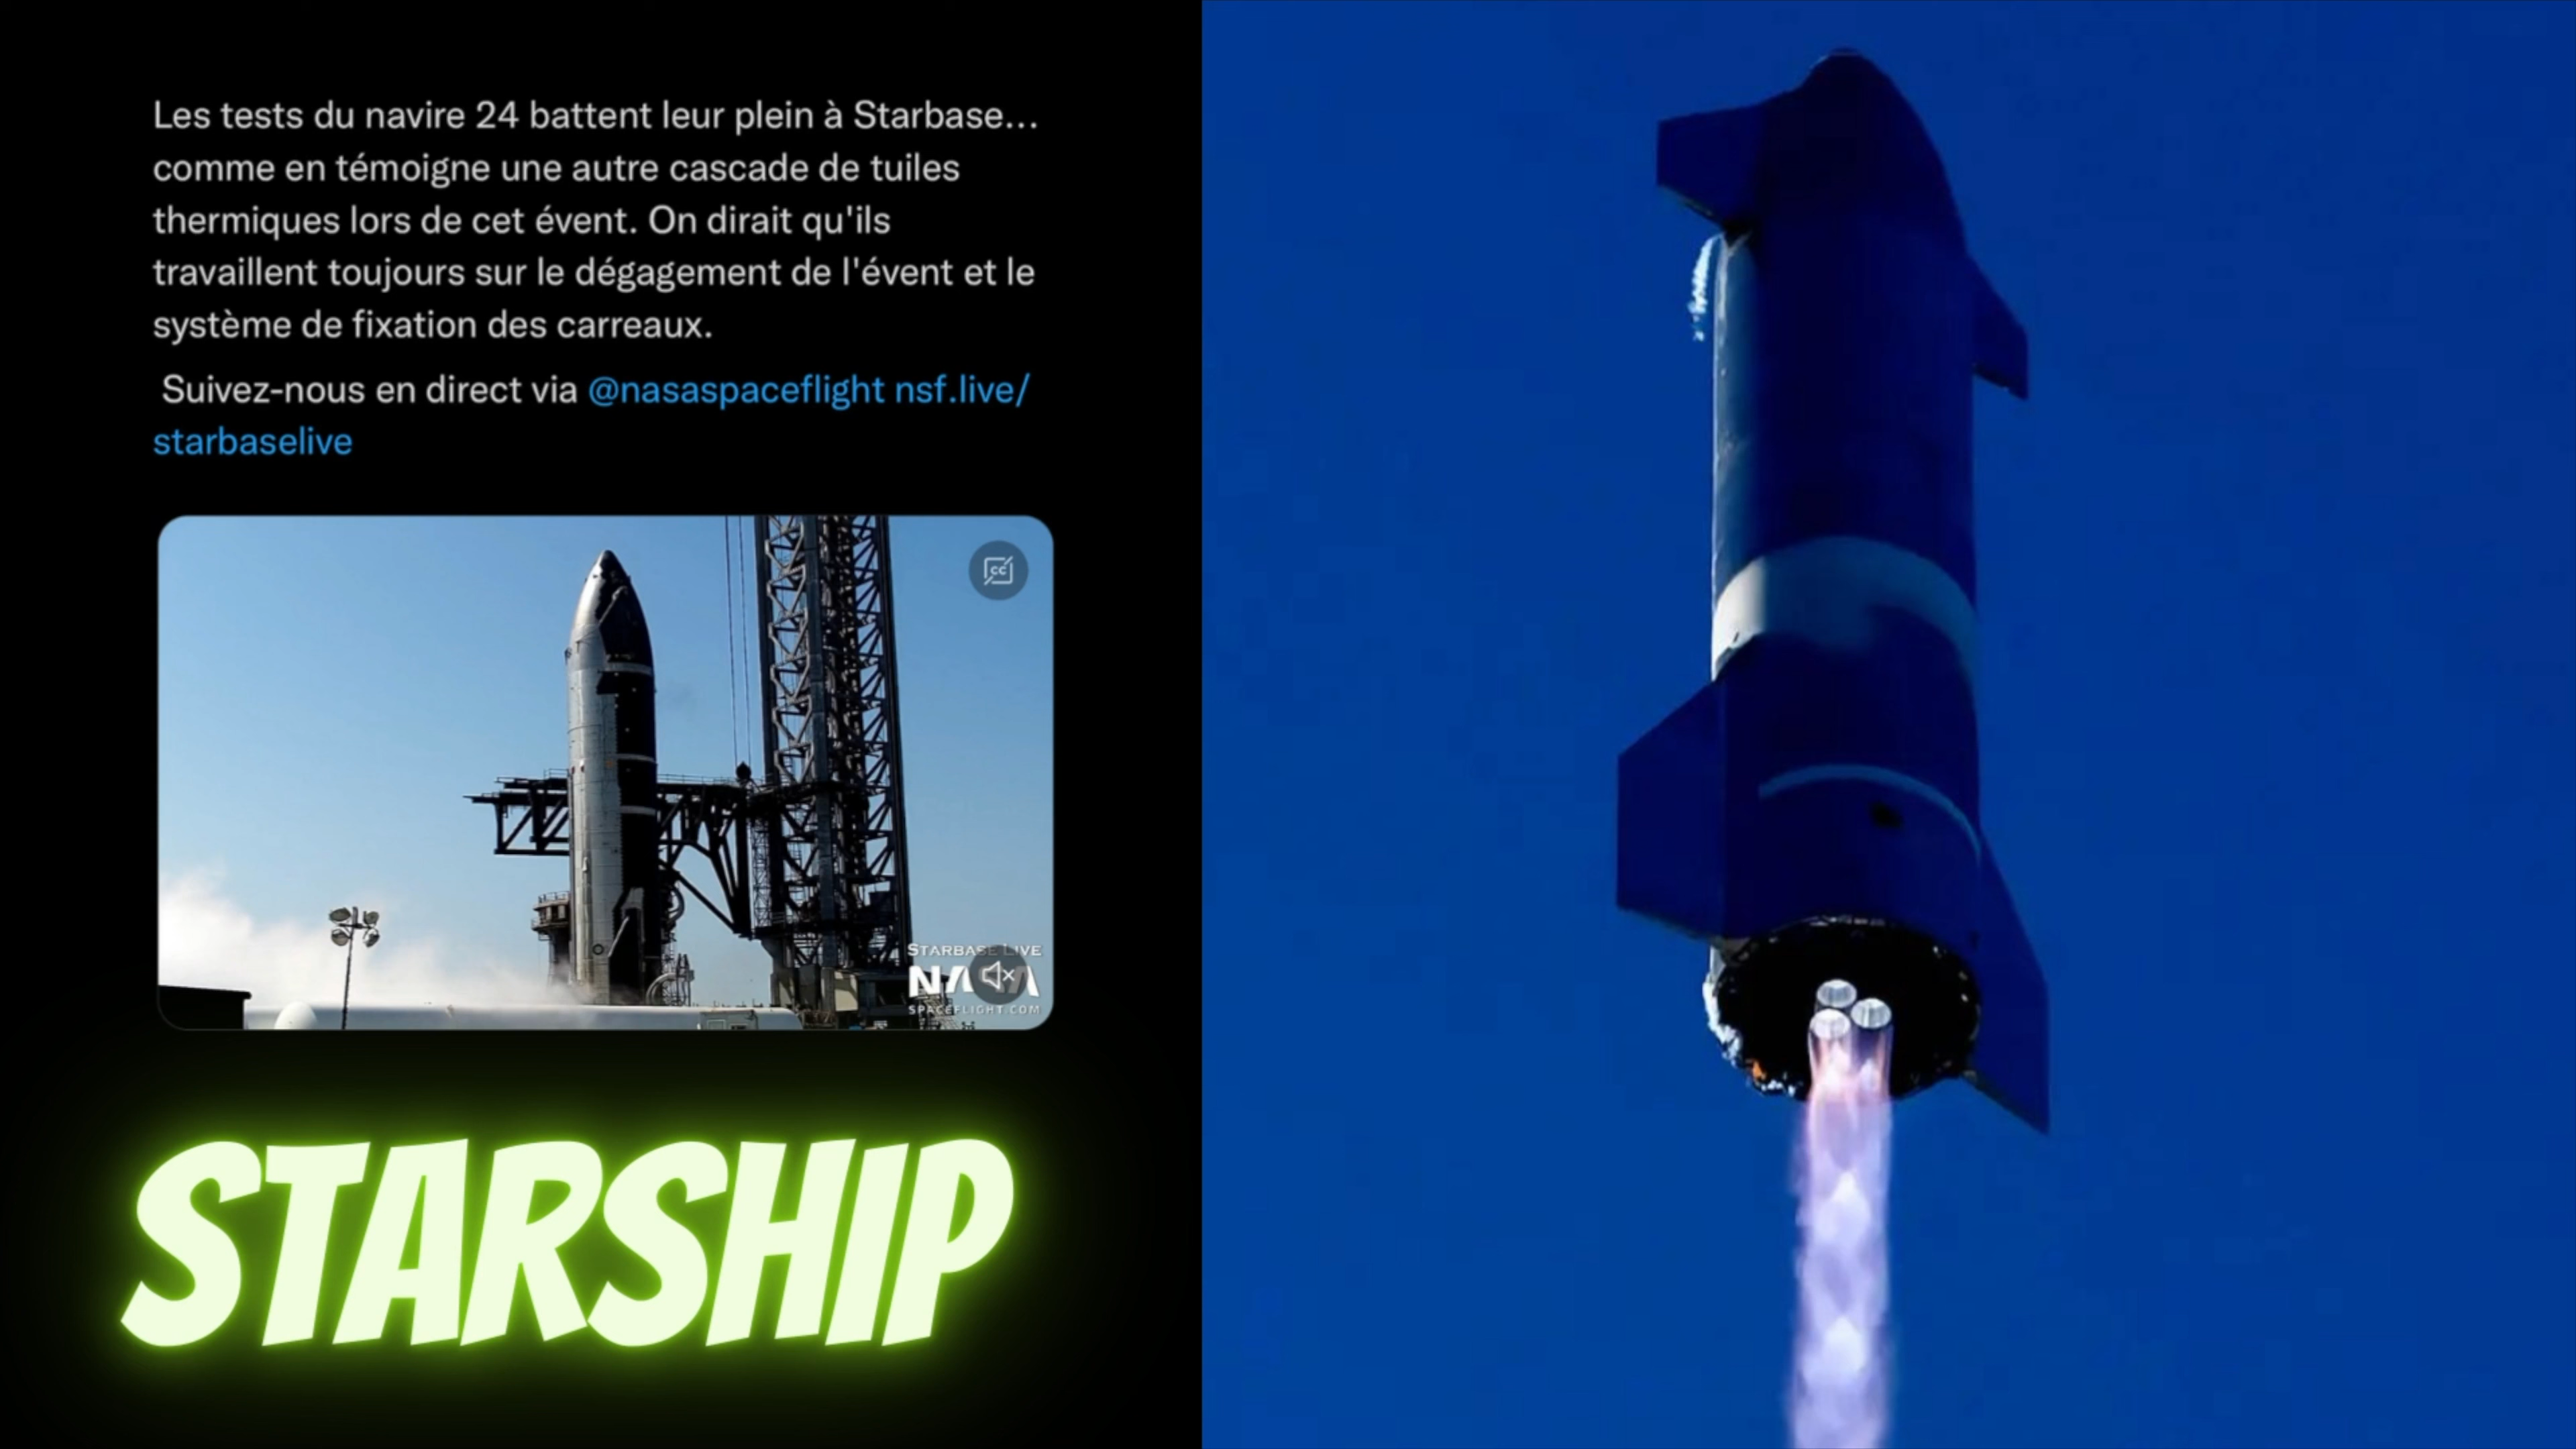 Les tests du navire 24 battent leur plein à Starbase...
comme en témoigne une autre cascade de tuiles
thermiques lors de cet évent. On dirait qu'ils
travaillent toujours sur le dégagement de l'évent et le
système de fixation des carreaux.
Suivez-nous en direct via @nasaspaceflight nsf.live/
starbaselive
CC
STARBASE LIVE
SPACEFLIGHT.COM
STARSHIP